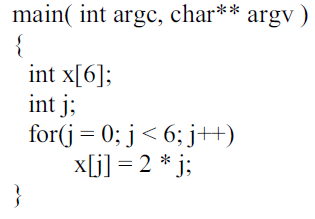 main( int argc, char** argv )
{
int x[6];
int j;
for(j = 0; j < 6; j++)
x[j] = 2 * j;
}